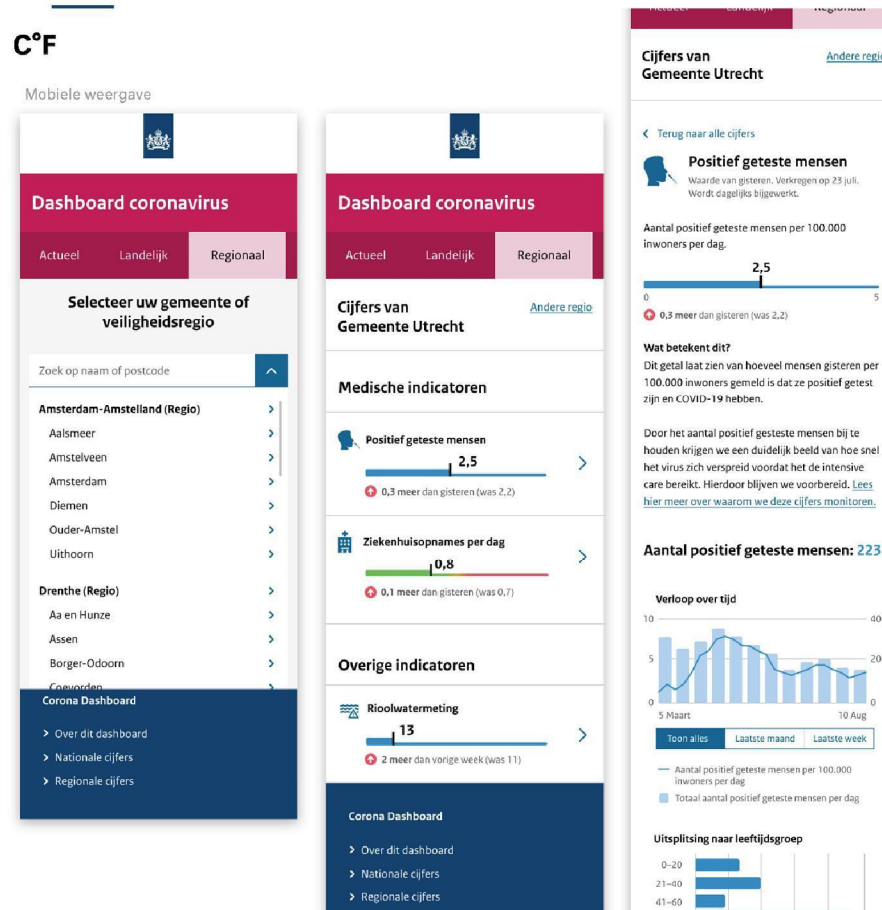 C°F
Mobiele weergave
Dashboard coronavirus
Actueel Landelijk Regionaal
Selecteer uw gemeente of
veiligheidsregio
Zoek op naam of postcode
Amsterdam-Amstelland (Regio)
Aalsmeer
Amstelveen
Amsterdam
Diemen
Ouder-Amstel
Uithoorn
Drenthe (Regio)
Aa en Hunze
Assen
Borger-Odoorn
Coevorden
Corona Dashboard
Over dit dashboard
Nationale cijfers
Regionale cijfers
Dashboard coronavirus
Actueel Landelijk Regionaal
Cijfers van
Gemeente Utrecht
Andere regio
Medische indicatoren
Positief geteste mensen
2,5
0,3 meer dan gisteren (was 2,2)
Ziekenhuisopnames per dag
0,8
0,1 meer dan gisteren (was 0,7)
Overige indicatoren
Rioolwatermeting
13
2 meer dan vorige week (was 11)
Corona Dashboard
Over dit dashboard
Nationale cijfers
Regionale cijfers
Cijfers van
Gemeente Utrecht
Andere regio
Terug naar alle cijfers
Positief geteste mensen
Waarde van gisteren. Verkregen op 23 juli.
Wordt dagelijks bijgewerkt.
Aantal positief geteste mensen per 100.000
inwoners per dag.
2,5
0 5
0,3 meer dan gisteren (was 2,2)
Wat betekent dit?
Dit getal laat zien van hoeveel mensen gisteren per
100.000 inwoners gemeld is dat ze positief getest
zijn en COVID-19 hebben.
Door het aantal positief gesteste mensen bij te
houden krijgen we een duidelijk beeld van hoe snel
het virus zich verspreid voordat het de intensive
care bereikt. Hierdoor blijven we voorbereid. Lees
hier meer over waarom we deze cijfers monitoren.
Aantal positief geteste mensen: 223
Verloop over tijd
10
5
0 0
5 Maart 10 Aug
Toon alles Laatste maand Laatste week
Aantal positief geteste mensen per 100.000
inwoners per dag
Totaal aantal positief geteste mensen per dag
Uitsplitsing naar leeftijdsgroep
0-20
21-40
41-60